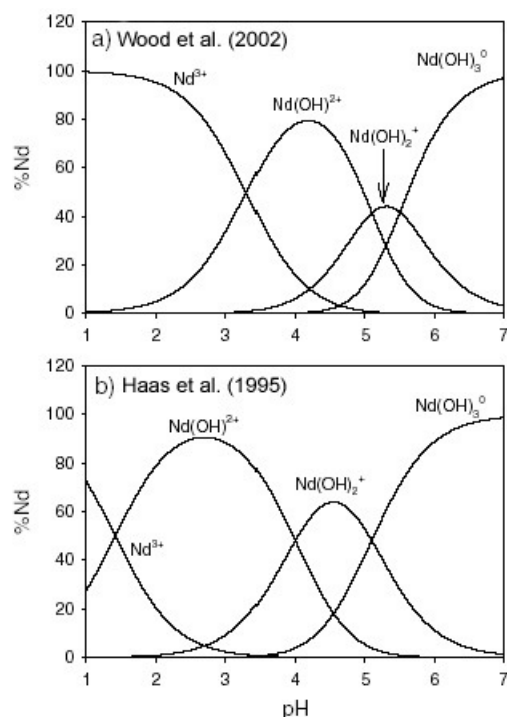 a) Wood et al. (2002)
Nd(OH)₃⁰
Nd³⁺
Nd(OH)²⁺
Nd(OH)₂⁺
%Nd
120
100
80
60
40
20
0
1 2 3 4 5 6 7
b) Haas et al. (1995)
Nd(OH)₃⁰
Nd(OH)²⁺
Nd(OH)₂⁺
Nd³⁺
%Nd
120
100
80
60
40
20
0
1 2 3 4 5 6 7
pH